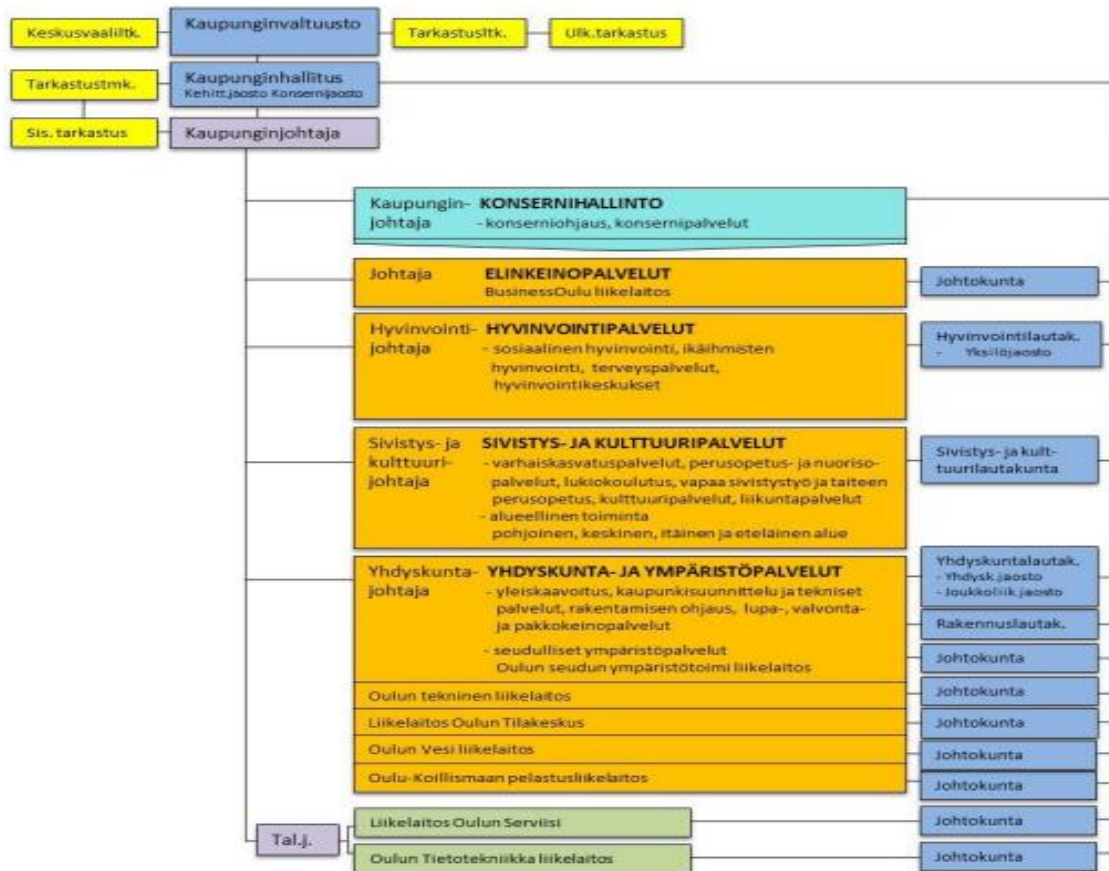 Kaupunginvaltuusto
Keskusvaaliltk.
Tarkastusltk.
Ulk.tarkastus
Tarkastustmk.
Kaupunginhallitus
Kehitt.jaosto Konsernijaosto
Sis. tarkastus
Kaupunginjohtaja
Kaupungin- KONSERNIHALLINTO
johtaja - konserniohjaus, konsernipalvelut
Johtaja ELINKEINOPALVELUT
BusinessOulu liikelaitos
Johtokunta
Hyvinvointi- HYVINVOINTIPALVELUT
johtaja - sosiaalinen hyvinvointi, ikäihmisten
hyvinvointi, terveyspalvelut,
hyvinvointikeskukset
Hyvinvointilautak.
- Yksilöjaosto
Sivistys- ja SIVISTYS- JA KULTTUURIPALVELUT
kulttuuri- - varhaiskasvatuspalvelut, perusopetus- ja nuoriso-
johtaja palvelut, lukiokoulutus, vapaa sivistystyö ja taiteen
perusopetus, kulttuuripalvelut, liikuntapalvelut
- alueellinen toiminta
pohjoinen, keskinen, itäinen ja eteläinen alue
Sivistys- ja kult-
tuurilautakunta
Yhdyskunta- YHDYSKUNTA- JA YMPÄRISTÖPALVELUT
johtaja - yleiskaavoitus, kaupunkisuunnittelu ja tekniset
palvelut, rakentamisen ohjaus, lupa-, valvonta-
ja pakkokeinopalvelut
- seudulliset ympäristöpalvelut
Oulun seudun ympäristötoimi liikelaitos
Yhdyskuntalautak.
- Yhdysk.jaosto
- Joukkoliik.jaosto
Rakennuslautak.
Johtokunta
Oulun tekninen liikelaitos
Johtokunta
Liikelaitos Oulun Tilakeskus
Johtokunta
Oulun Vesi liikelaitos
Johtokunta
Oulu-Koillismaan pelastusliikelaitos
Johtokunta
Tal.j.
Liikelaitos Oulun Serviisi
Johtokunta
Oulun Tietotekniikka liikelaitos
Johtokunta